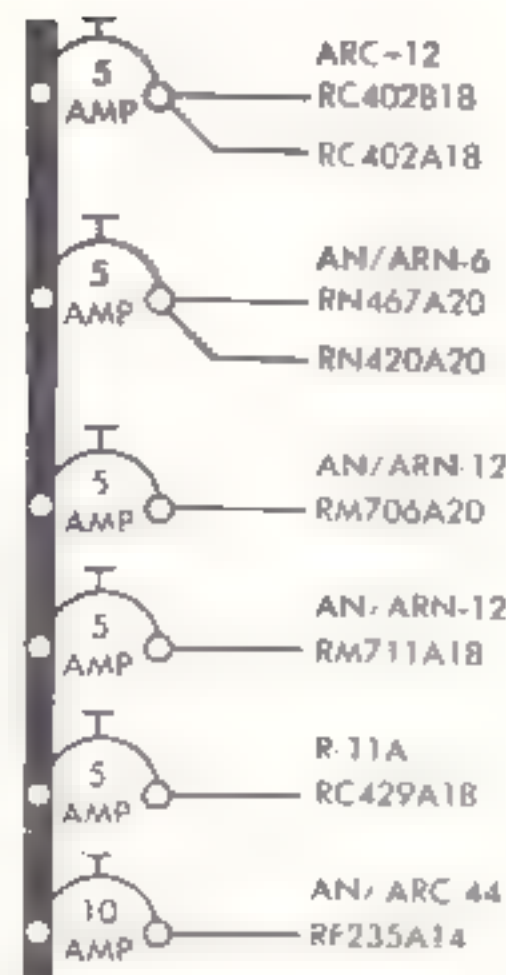 5
AMP
ARC-12
RC402B18
RC402A18
5
AMP
AN/ARN-6
RN467A20
RN420A20
5
AMP
AN/ARN-12
RM706A20
5
AMP
AN/ARN-12
RM711A18
5
AMP
R-11A
RC429A18
10
AMP
AN/ARC 44
RF235A14